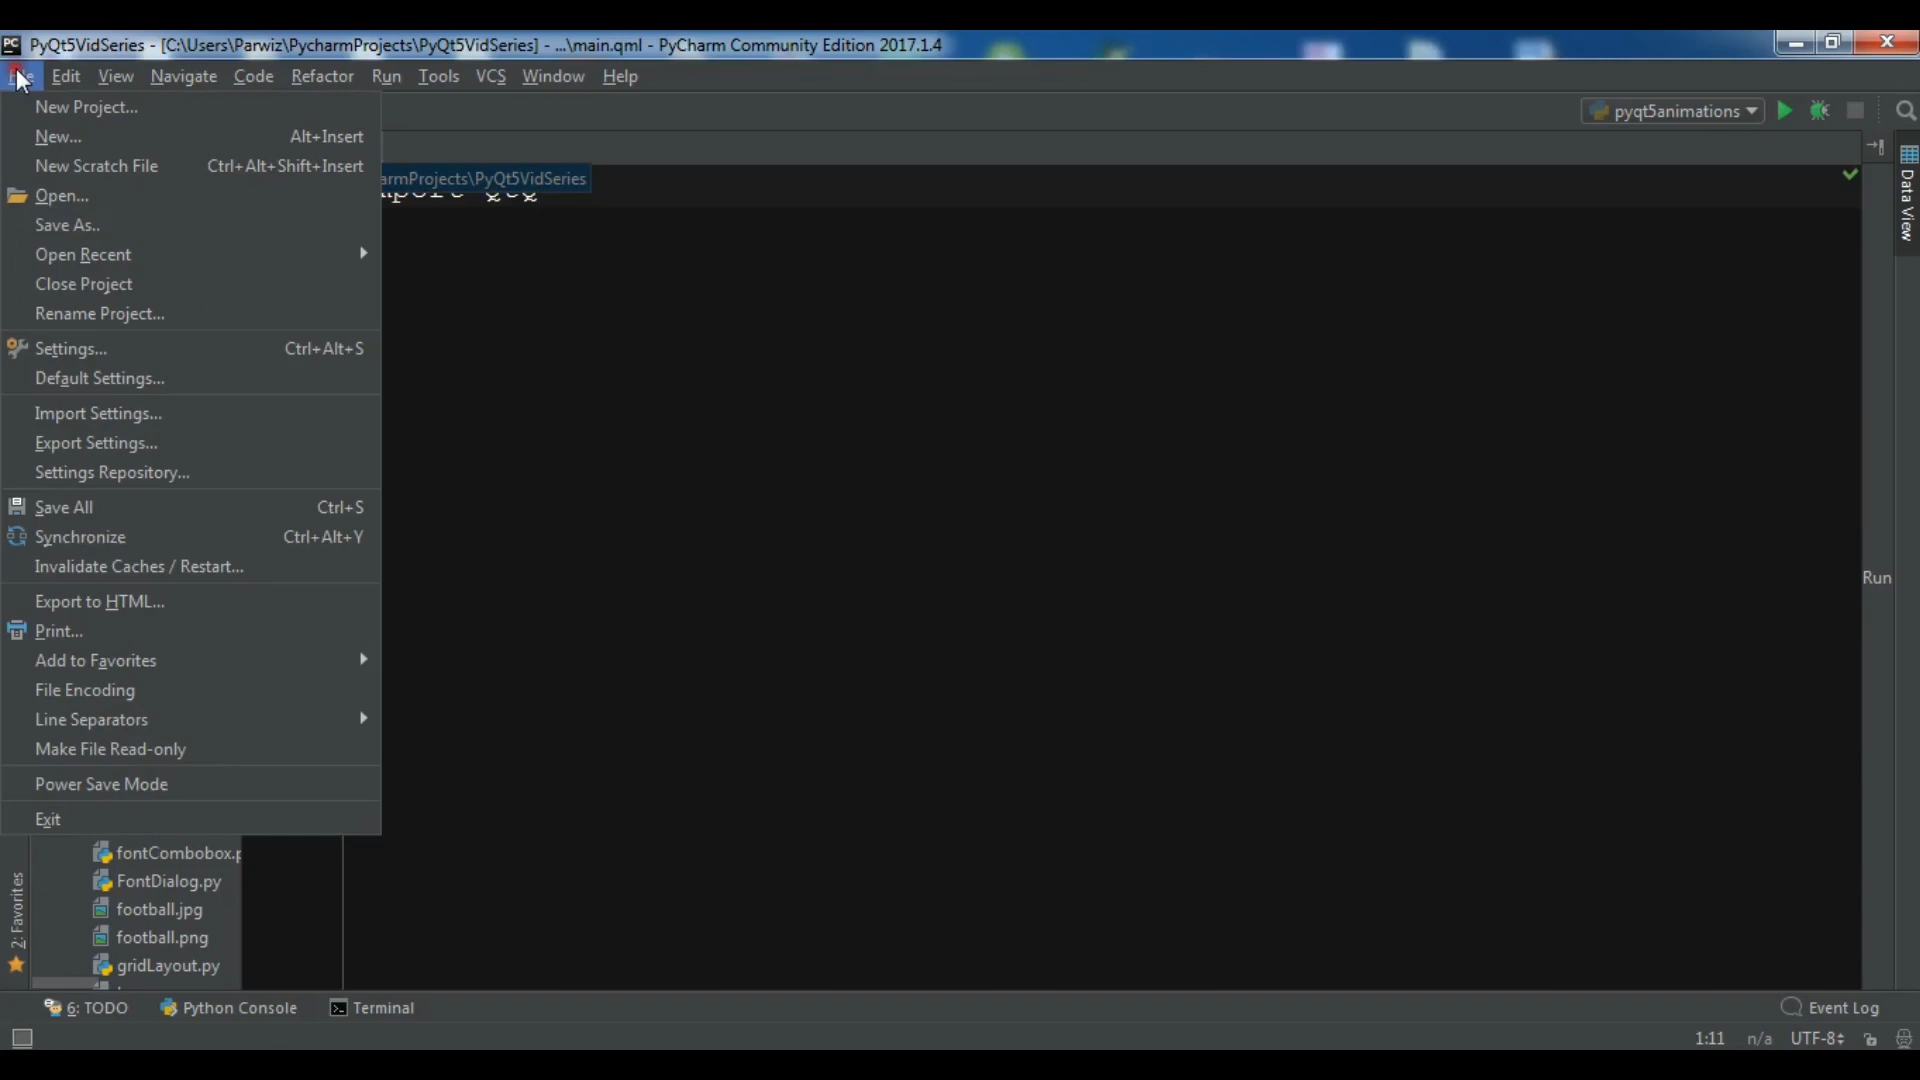 PyQt5VidSeries - [C:\Users\Parwiz\PycharmProjects\PyQt5VidSeries] - ...\main.qml - PyCharm Community Edition 2017.1.4
Edit View Navigate Code Refactor Run Tools VCS Window Help
pyqt5animations
New Project...
New... Alt+Insert
New Scratch File Ctrl+Alt+Shift+Insert
armProjects\PyQt5VidSeries
Open...
Save As..
Open Recent
Close Project
Rename Project...
Settings... Ctrl+Alt+S
Default Settings...
Import Settings...
Export Settings...
Settings Repository...
Save All Ctrl+S
Synchronize Ctrl+Alt+Y
Invalidate Caches / Restart...
Export to HTML...
Print...
Add to Favorites
File Encoding
Line Separators
Make File Read-only
Power Save Mode
Exit
fontCombobox.p
FontDialog.py
football.jpg
football.png
gridLayout.py
2: Favorites
Data View
Run
6: TODO Python Console Terminal Event Log
1:11 n/a UTF-8